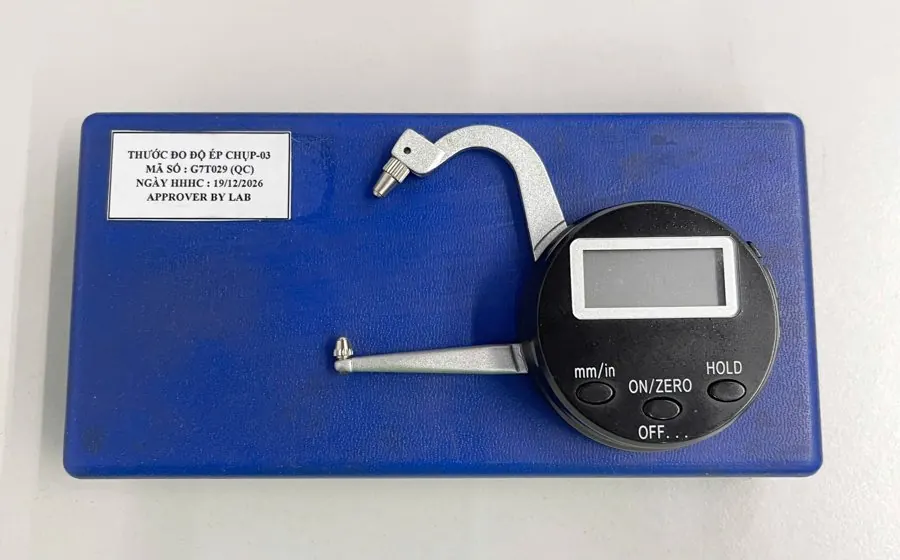 THƯỚC ĐO ĐỘ ÉP CHỤP-03
MÃ SỐ : G7T029 (QC)
NGÀY HHHC : 19/12/2026
APPROVER BY LAB
mm/in
ON/ZERO
HOLD
OFF...